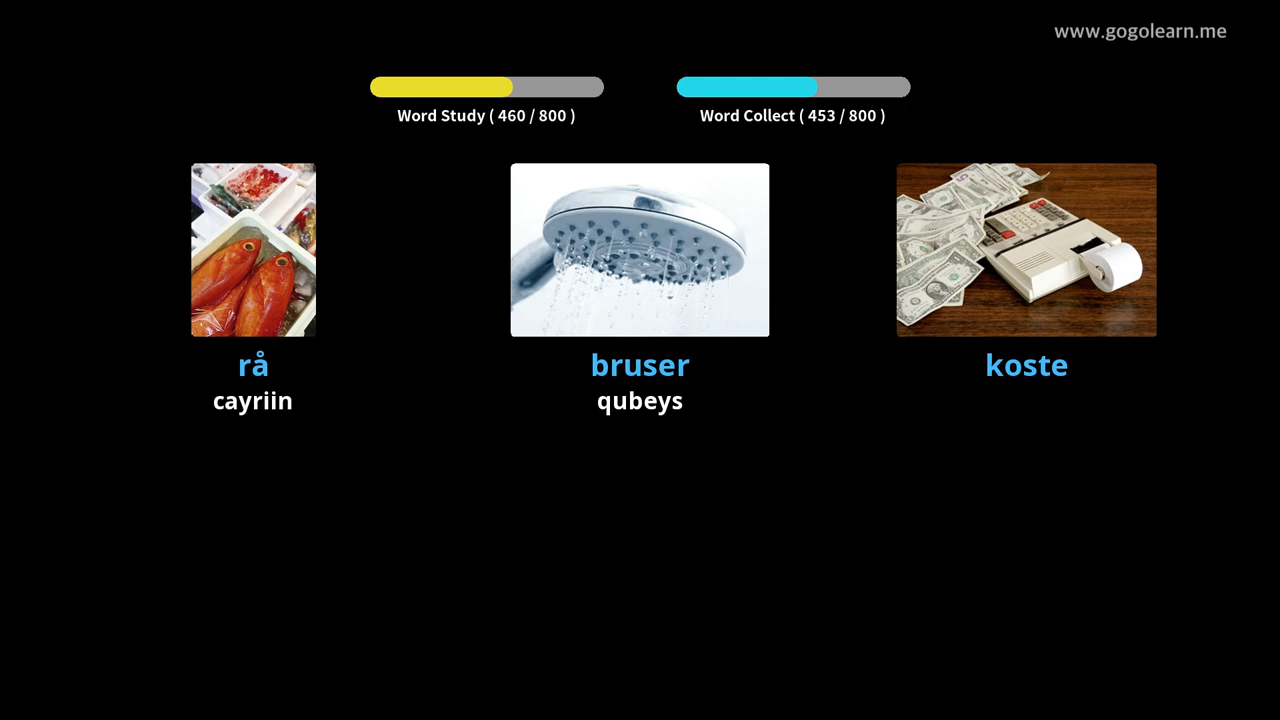 www.gogolearn.me
Word Study ( 460 / 800 )
Word Collect ( 453 / 800 )
rå
cayriin
bruser
qubeys
koste